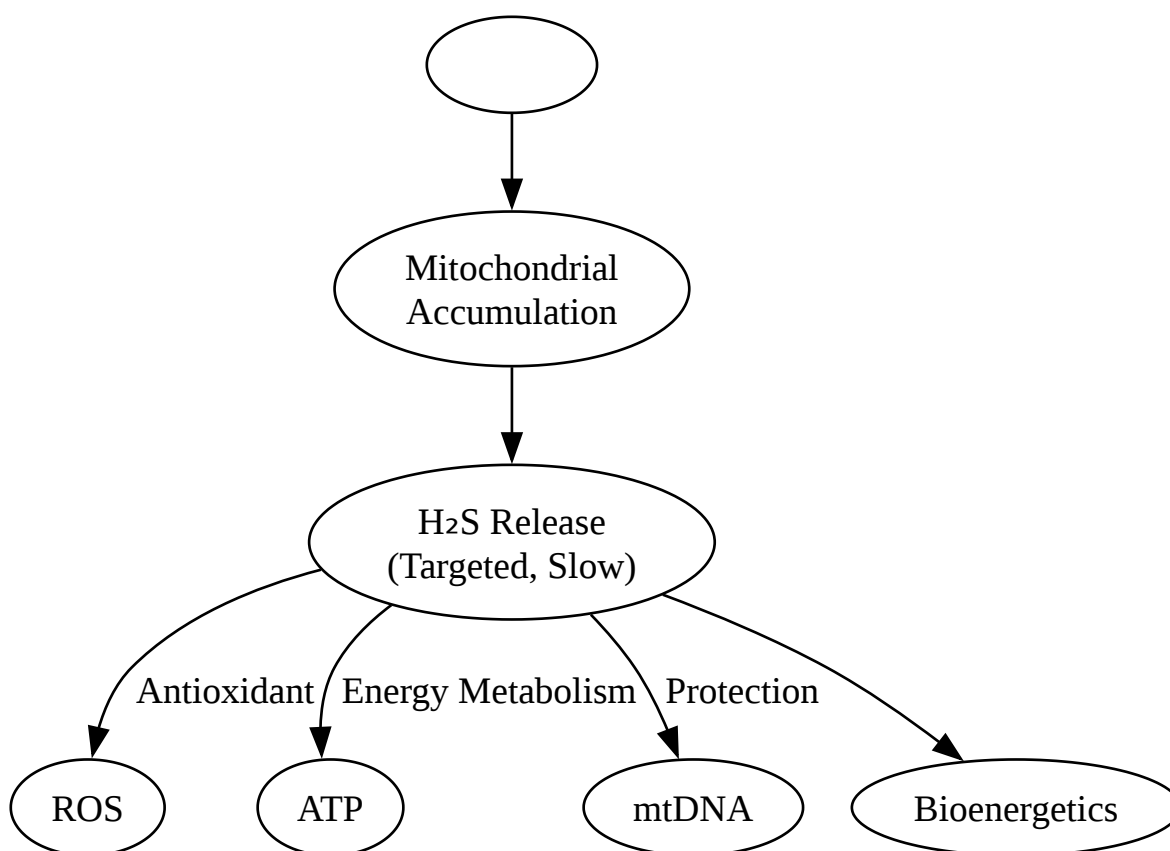 Mitochondrial
Accumulation
H₂S Release
(Targeted, Slow)
Antioxidant
Energy Metabolism
Protection
ROS
ATP
mtDNA
Bioenergetics